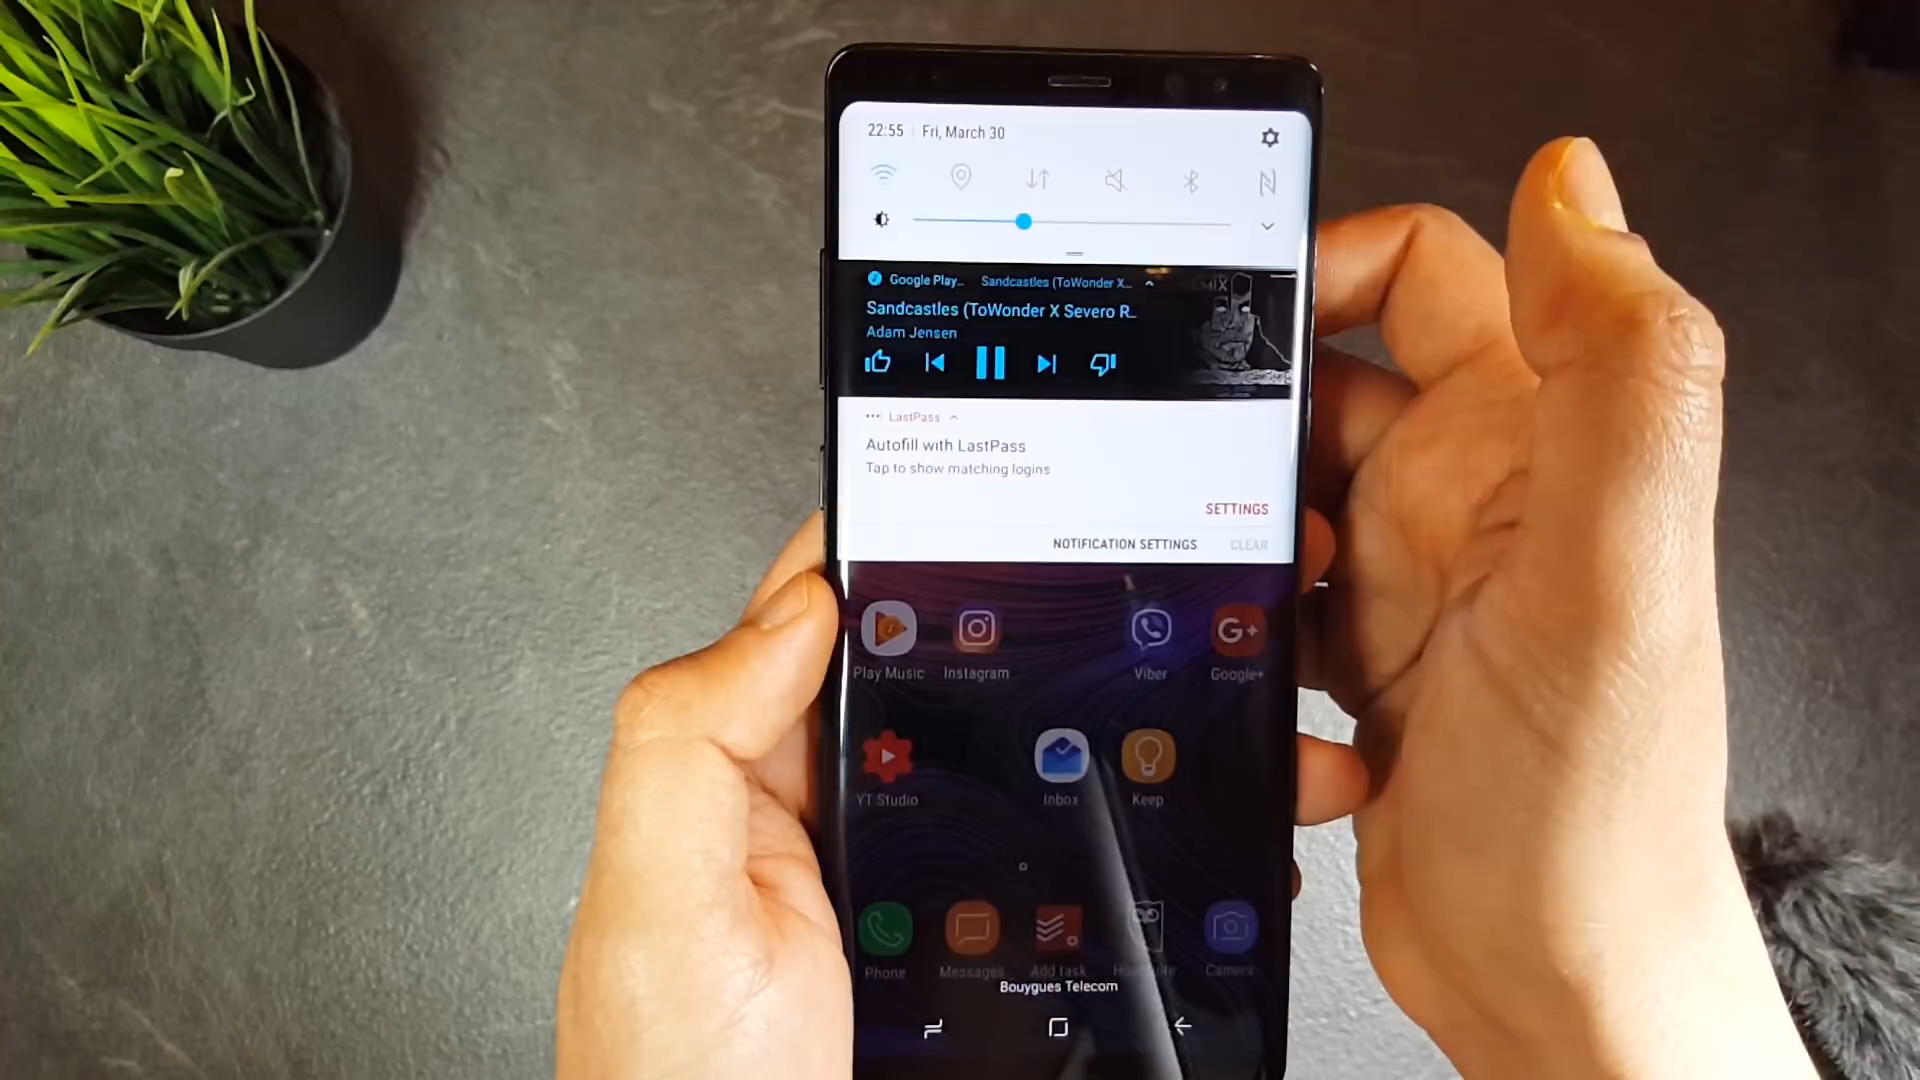 22:55 | Fri, March 30
Google Play.. Sandcastles (ToWonder X...
Sandcastles (ToWonder X Severo R...
Adam Jensen
LastPass
Autofill with LastPass
Tap to show matching logins
SETTINGS
NOTIFICATION SETTINGS CLEAR
Play Music Instagram Viber Google+
YT Studio Inbox Keep
Phone Messages Add task Camera
Bouygues Telecom